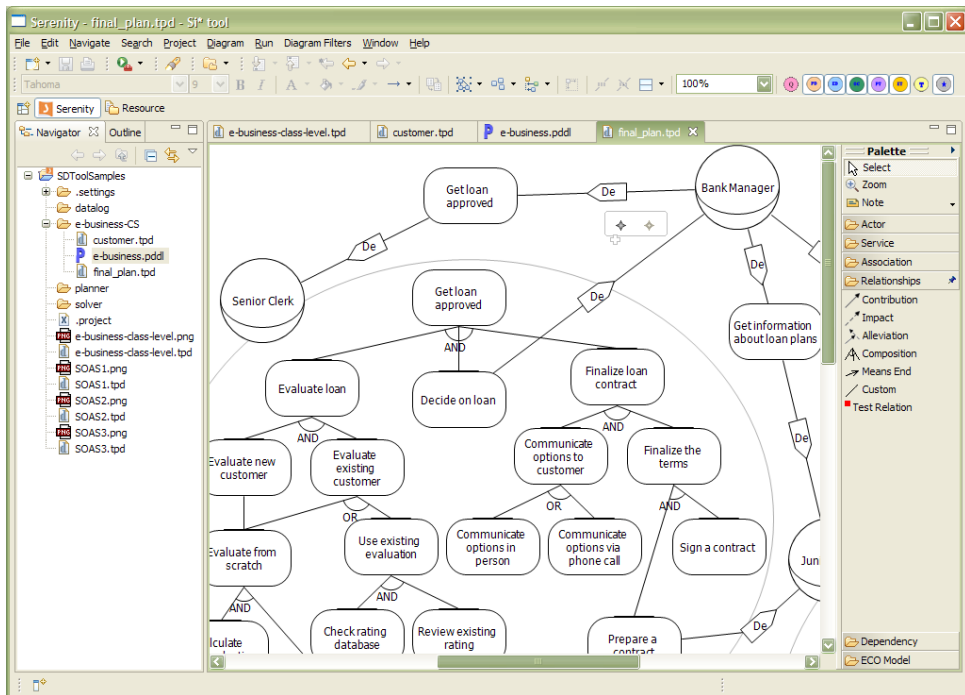 Serenity - final_plan.tpd - Si* tool
File Edit Navigate Search Project Diagram Run Diagram Filters Window Help
Tahoma 9 B I A 100%
Serenity Resource
Navigator Outline
SDToolSamples
.settings
datalog
e-business-CS
customer.tpd
e-business.pddl
final_plan.tpd
planner
solver
.project
e-business-class-level.png
e-business-class-level.tpd
SOAS1.png
SOAS1.tpd
SOAS2.png
SOAS2.tpd
SOAS3.png
SOAS3.tpd
e-business-class-level.tpd customer.tpd e-business.pddl final_plan.tpd
Get loan
approved
De
Bank Manager
De
Senior Clerk
De
De
Get loan
approved
AND
Get information
about loan plans
Evaluate loan
Decide on loan
Finalize loan
contract
AND
AND
De
Evaluate new
customer
Evaluate
existing
customer
Communicate
options to
customer
Finalize the
terms
OR
OR
AND
Evaluate from
scratch
Use existing
evaluation
Communicate
options in
person
Communicate
options via
phone call
Sign a contract
Jun
AND
AND
Check rating
database
Review existing
rating
Prepare a
contract
De
Palette
Select
Zoom
Note
Actor
Service
Association
Relationships
Contribution
Impact
Alleviation
Composition
Means End
Custom
Test Relation
Dependency
ECO Model